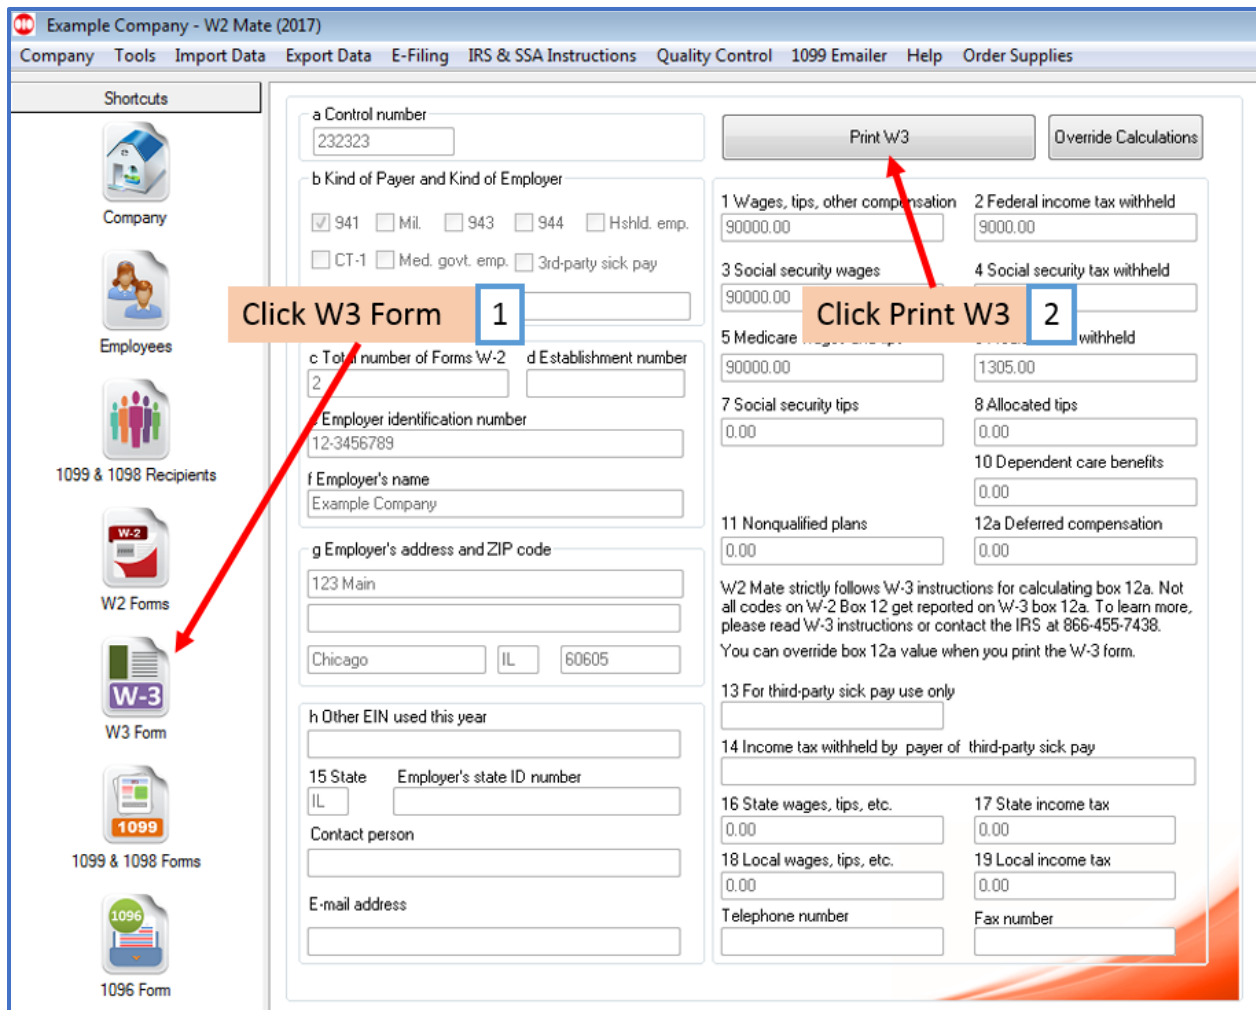 Example Company - W2 Mate (2017)
Company Tools Import Data Export Data E-Filing IRS & SSA Instructions Quality Control 1099 Emailer Help Order Supplies
Shortcuts
Company
Employees
1099 & 1098 Recipients
W-2
W2 Forms
W-3
W3 Form
1099
1099 & 1098 Forms
1096
1096 Form
a Control number
232323
b Kind of Payer and Kind of Employer
941 Mil. 943 944 Hshld. emp.
CT-1 Med. govt. emp. 3rd-party sick pay
Click W3 Form 1
c Total number of Forms W-2 d Establishment number
2
Employer identification number
12-3456789
f Employer's name
Example Company
g Employer's address and ZIP code
123 Main
Chicago IL 60605
h Other EIN used this year
15 State Employer's state ID number
IL
Contact person
E-mail address
Print W3 Override Calculations
1 Wages, tips, other compensation 2 Federal income tax withheld
90000.00 9000.00
3 Social security wages 4 Social security tax withheld
90000.00
Click Print W3 2
5 Medicare withheld
90000.00 1305.00
7 Social security tips 8 Allocated tips
0.00 0.00
10 Dependent care benefits
0.00
11 Nonqualified plans 12a Deferred compensation
0.00 0.00
W2 Mate strictly follows W-3 instructions for calculating box 12a. Not
all codes on W-2 Box 12 get reported on W-3 box 12a. To learn more,
please read W-3 instructions or contact the IRS at 866-455-7438.
You can override box 12a value when you print the W-3 form.
13 For third-party sick pay use only
14 Income tax withheld by payer of third-party sick pay
16 State wages, tips, etc. 17 State income tax
0.00 0.00
18 Local wages, tips, etc. 19 Local income tax
0.00 0.00
Telephone number Fax number